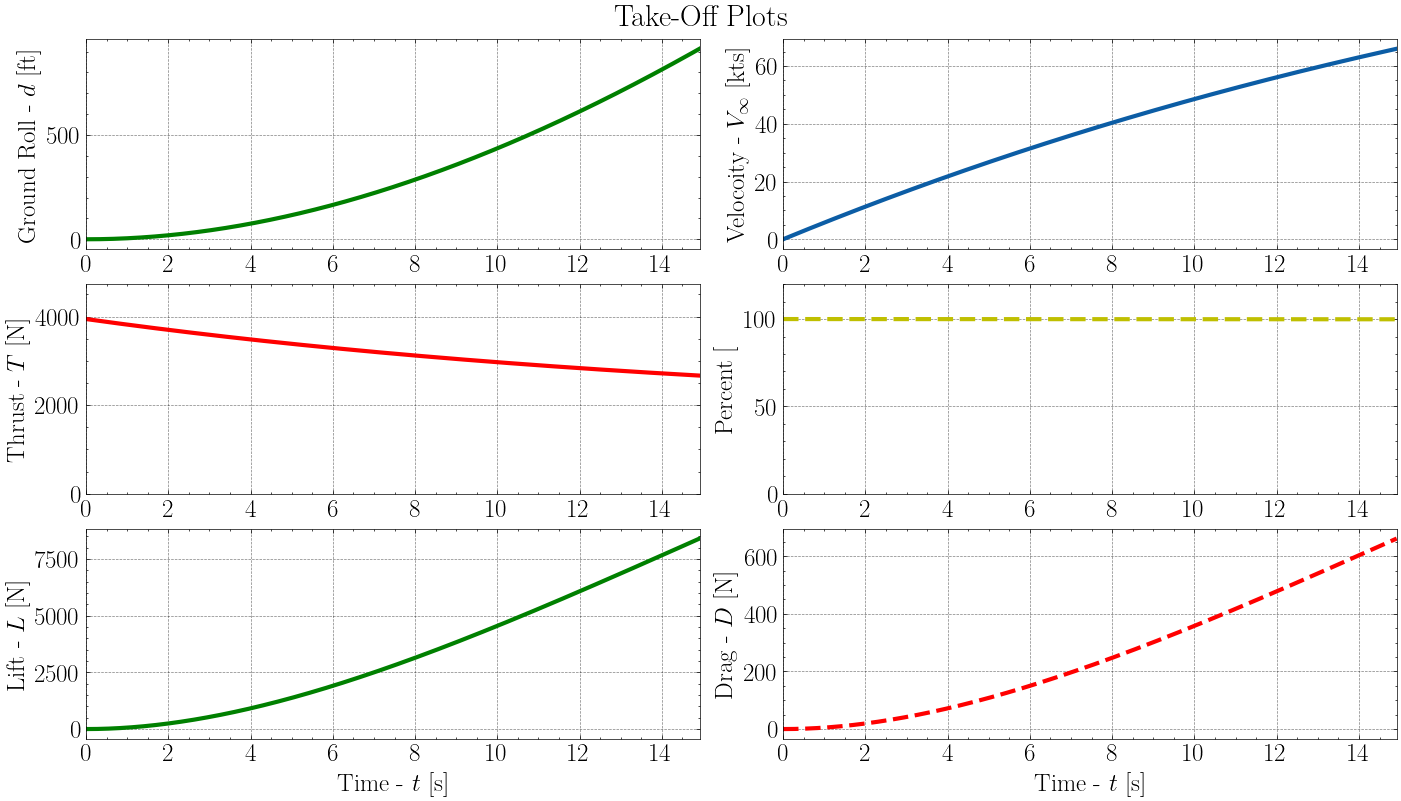 Take-Off Plots
Ground Roll - d [ft]
500
0
0 2 4 6 8 10 12 14
Velocoity - V∞ [kts]
60
40
20
0
0 2 4 6 8 10 12 14
Thrust - T [N]
4000
2000
0
0 2 4 6 8 10 12 14
Percent [
100
50
0
0 2 4 6 8 10 12 14
Lift - L [N]
7500
5000
2500
0
0 2 4 6 8 10 12 14
Time - t [s]
Drag - D [N]
600
400
200
0
0 2 4 6 8 10 12 14
Time - t [s]